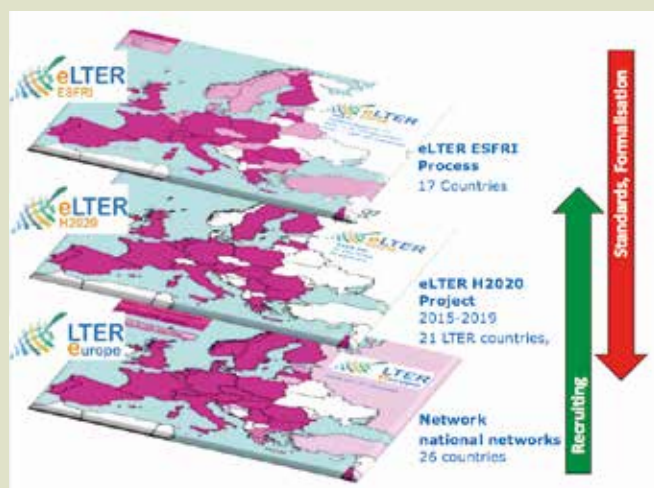 eLTER
ESFRI
eLTER ESFRI
Process
17 Countries
eLTER
H2020
eLTER H2020
Project
2015-2019
21 LTER countries,
LTER
europe
Network
national networks
26 countries
Recruiting
Standards, Formalisation